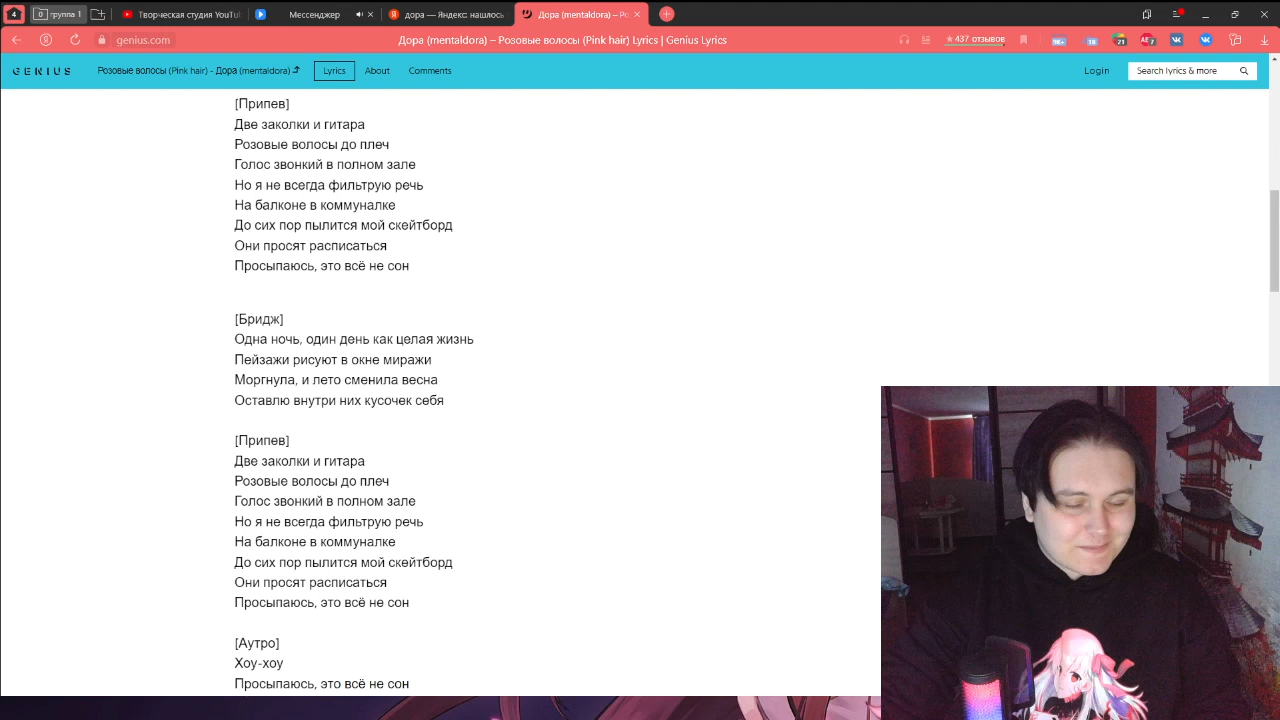 4
0 группа 1
Творческая студия YouTu
Мессенджер
дора — Яндекс: нашлось
Дора (mentaldora) – Ро
genius.com
Дора (mentaldora) – Розовые волосы (Pink hair) Lyrics | Genius Lyrics
★437 отзывов
21
7
GENIUS
Розовые волосы (Pink hair) - Дора (mentaldora)
Lyrics
About
Comments
Login
Search lyrics & more
[Припев]
Две заколки и гитара
Розовые волосы до плеч
Голос звонкий в полном зале
Но я не всегда фильтрую речь
На балконе в коммуналке
До сих пор пылится мой скейтборд
Они просят расписаться
Просыпаюсь, это всё не сон
[Бридж]
Одна ночь, один день как целая жизнь
Пейзажи рисуют в окне миражи
Моргнула, и лето сменила весна
Оставлю внутри них кусочек себя
[Припев]
Две заколки и гитара
Розовые волосы до плеч
Голос звонкий в полном зале
Но я не всегда фильтрую речь
На балконе в коммуналке
До сих пор пылится мой скейтборд
Они просят расписаться
Просыпаюсь, это всё не сон
[Аутро]
Хоу-хоу
Просыпаюсь, это всё не сон